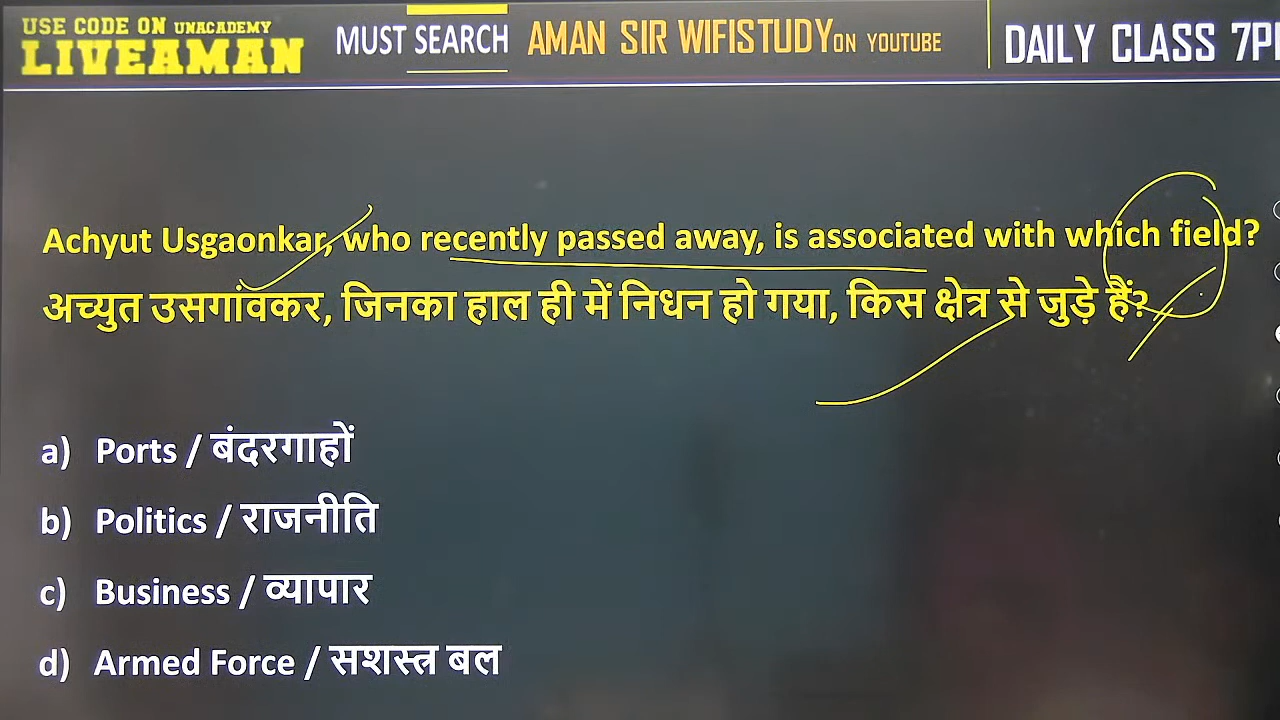 USE CODE ON UNACADEMY
LIVEAMAN
MUST SEARCH AMAN SIR WIFISTUDY ON YOUTUBE
DAILY CLASS 7P
Achyut Usgaonkar, who recently passed away, is associated with which field?
अच्युत उसगांवकर, जिनका हाल ही में निधन हो गया, किस क्षेत्र से जुड़े हैं?
a) Ports / बंदरगाहों
b) Politics / राजनीति
c) Business / व्यापार
d) Armed Force / सशस्त्र बल